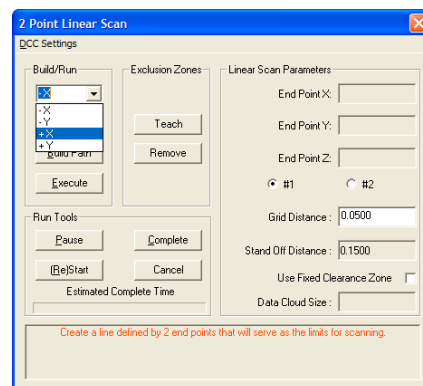 2 Point Linear Scan
DCC Settings
Build/Run
-X
-X
-Y
+X
+Y
Build Path
Execute
Exclusion Zones
Teach
Remove
Linear Scan Parameters
End Point X:
End Point Y:
End Point Z:
#1 #2
Grid Distance : 0.0500
Stand Off Distance : 0.1500
Use Fixed Clearance Zone
Data Cloud Size :
Run Tools
Pause Complete
(Re)Start Cancel
Estimated Complete Time
Create a line defined by 2 end points that will serve as the limits for scanning.